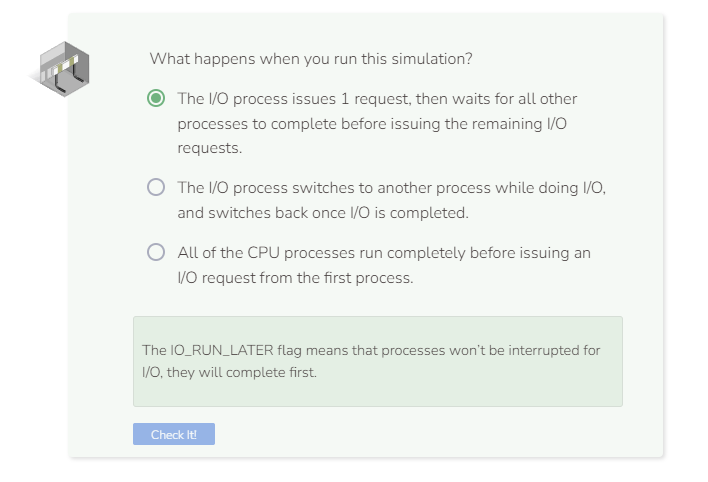 What happens when you run this simulation?
The I/O process issues 1 request, then waits for all other
processes to complete before issuing the remaining I/O
requests.
The I/O process switches to another process while doing I/O,
and switches back once I/O is completed.
All of the CPU processes run completely before issuing an
I/O request from the first process.
The IO_RUN_LATER flag means that processes won't be interrupted for
I/O, they will complete first.
Check It!